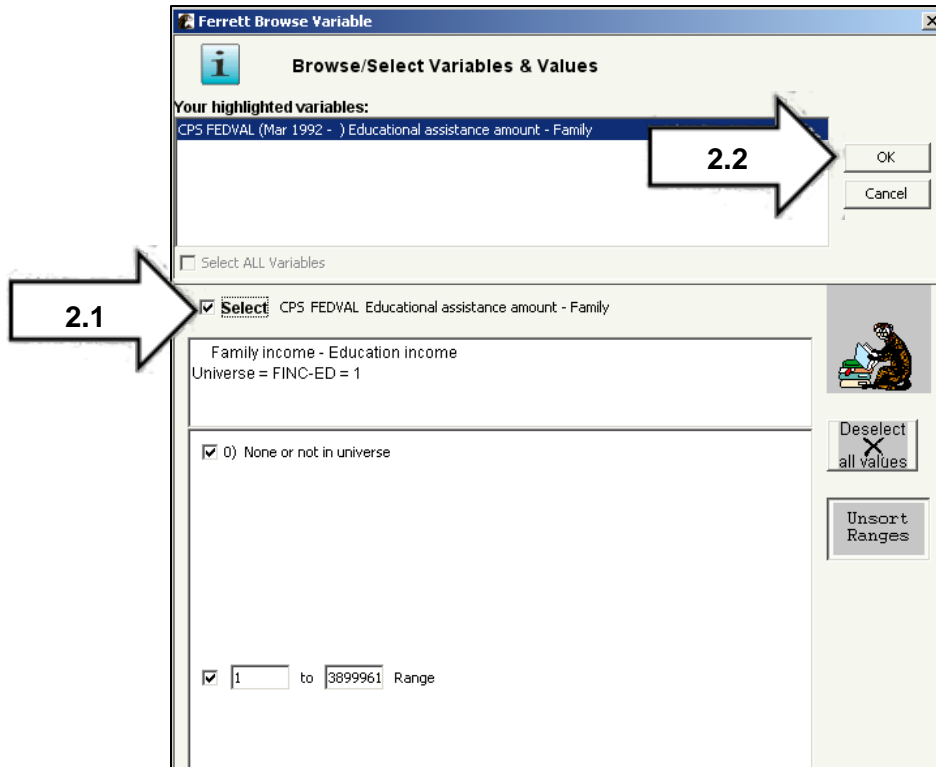 Ferrett Browse Variable
Browse/Select Variables & Values
Your highlighted variables:
CPS FEDVAL (Mar 1992 - ) Educational assistance amount - Family
2.2
OK
Cancel
Select ALL Variables
2.1
Select CPS FEDVAL Educational assistance amount - Family
Family income - Education income
Universe = FINC-ED = 1
Deselect
all values
0) None or not in universe
Unsort
Ranges
1 to 3899961 Range